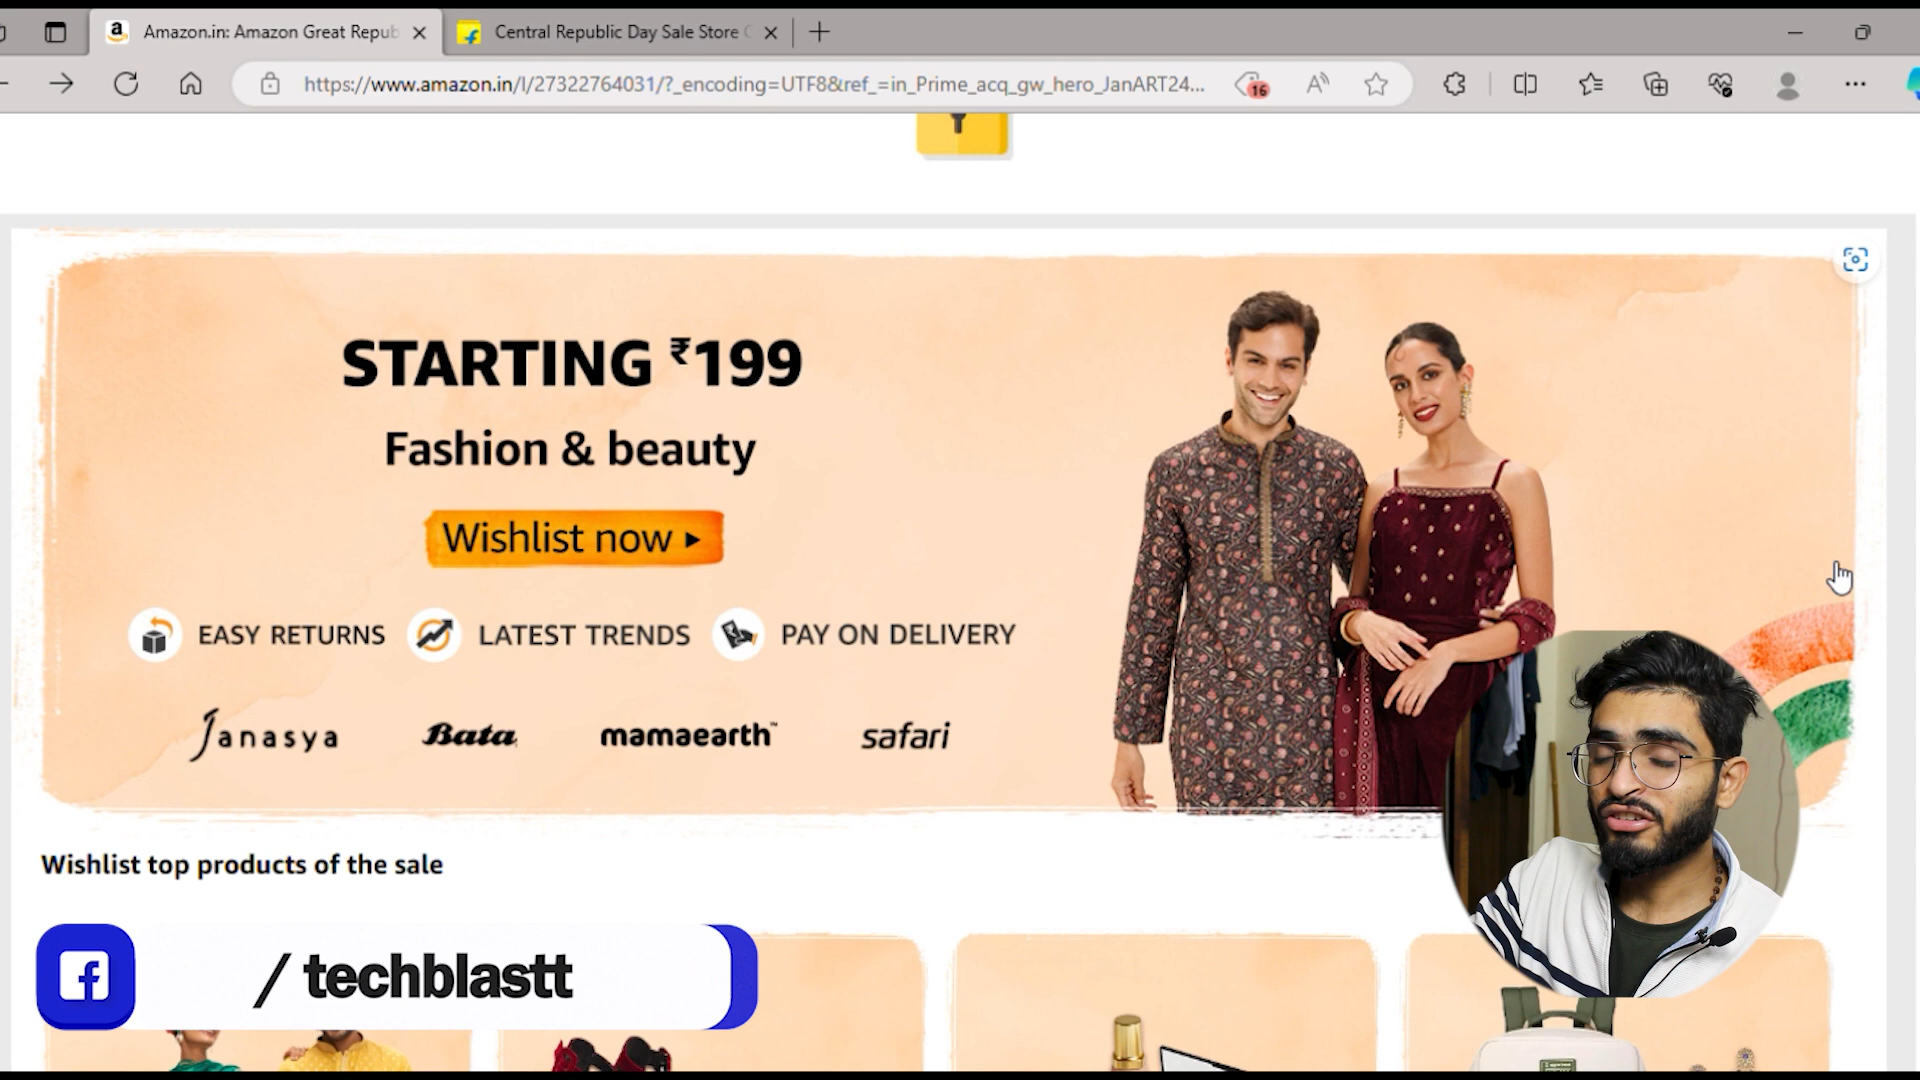 Amazon.in: Amazon Great Repub
Central Republic Day Sale Store
https://www.amazon.in/l/27322764031/?_encoding=UTF8&ref_=in_Prime_acq_gw_hero_JanART24...
16
STARTING ₹199
Fashion & beauty
Wishlist now ▸
EASY RETURNS LATEST TRENDS PAY ON DELIVERY
Janasya Bata mamaearth™ safari
Wishlist top products of the sale
/ techblastt